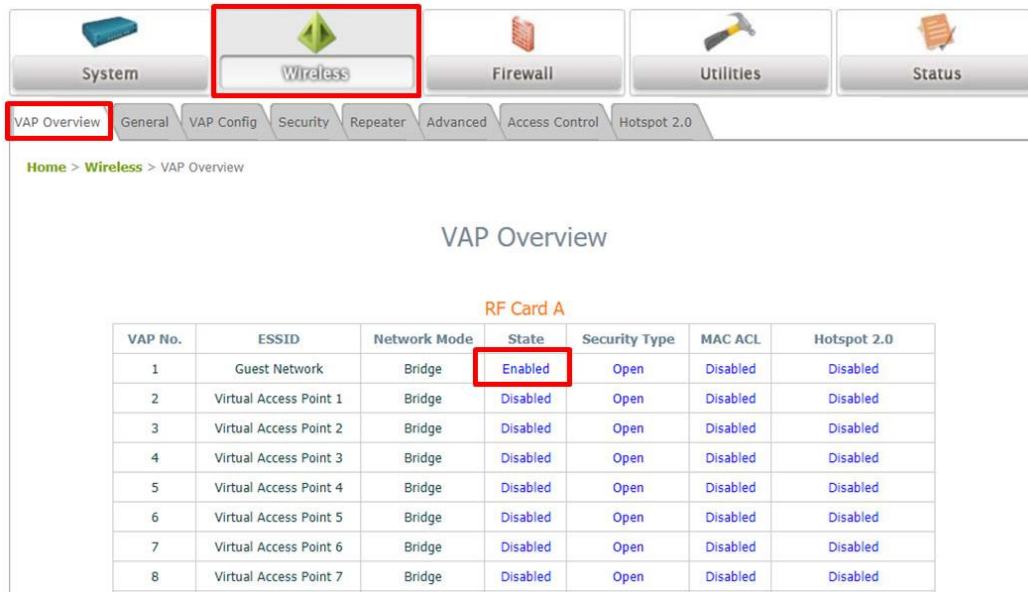 System Wireless Firewall Utilities Status
VAP Overview General VAP Config Security Repeater Advanced Access Control Hotspot 2.0
Home > Wireless > VAP Overview
VAP Overview
RF Card A
VAP No. ESSID Network Mode State Security Type MAC ACL Hotspot 2.0
1 Guest Network Bridge Enabled Open Disabled Disabled
2 Virtual Access Point 1 Bridge Disabled Open Disabled Disabled
3 Virtual Access Point 2 Bridge Disabled Open Disabled Disabled
4 Virtual Access Point 3 Bridge Disabled Open Disabled Disabled
5 Virtual Access Point 4 Bridge Disabled Open Disabled Disabled
6 Virtual Access Point 5 Bridge Disabled Open Disabled Disabled
7 Virtual Access Point 6 Bridge Disabled Open Disabled Disabled
8 Virtual Access Point 7 Bridge Disabled Open Disabled Disabled